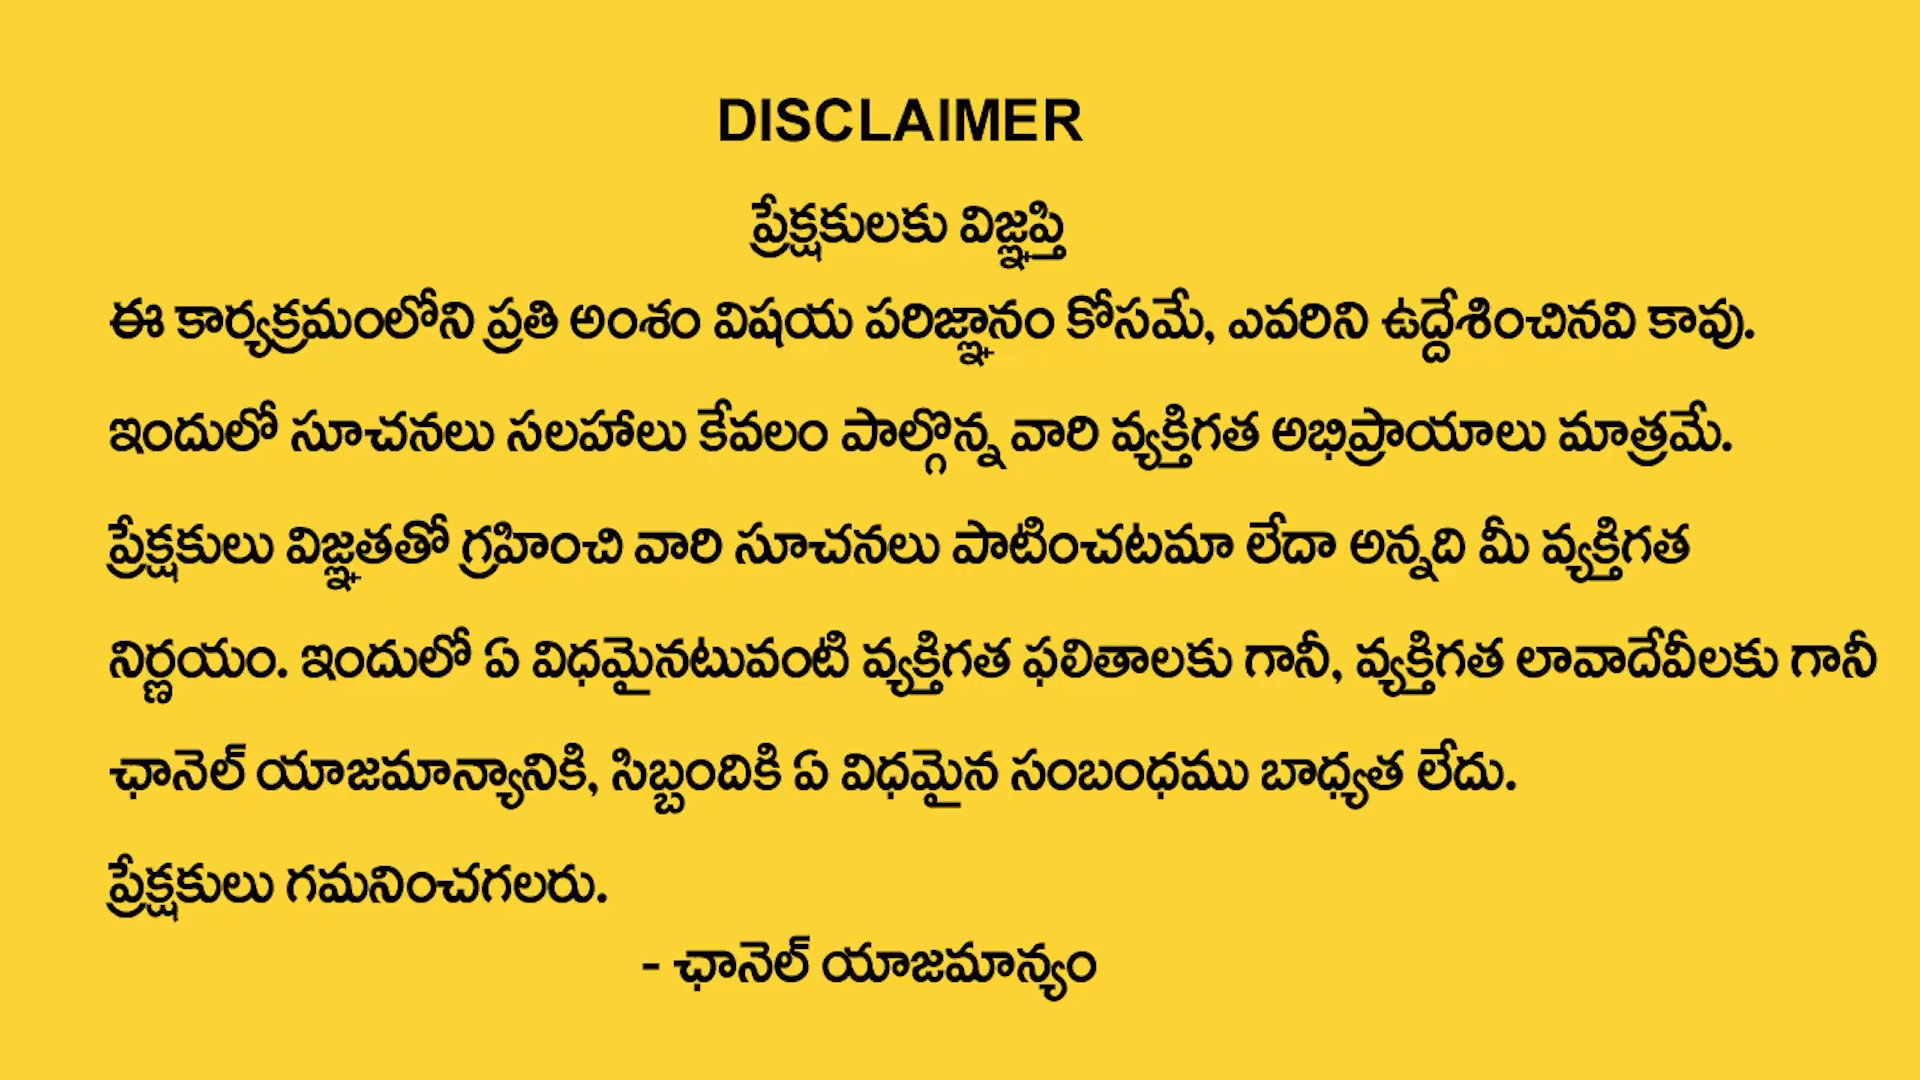 DISCLAIMER
ప్రేక్షకులకు విజ్ఞప్తి
ఈ కార్యక్రమంలోని ప్రతి అంశం విషయ పరిజ్ఞానం కోసమే, ఎవరిని ఉద్దేశించినవి కావు.
ఇందులో సూచనలు సలహాలు కేవలం పాల్గొన్న వారి వ్యక్తిగత అభిప్రాయాలు మాత్రమే.
ప్రేక్షకులు విజ్ఞతతో గ్రహించి వారి సూచనలు పాటించటమా లేదా అన్నది మీ వ్యక్తిగత
నిర్ణయం. ఇందులో ఏ విధమైనటువంటి వ్యక్తిగత ఫలితాలకు గానీ, వ్యక్తిగత లావాదేవీలకు గానీ
ఛానెల్ యాజమాన్యానికి, సిబ్బందికి ఏ విధమైన సంబంధము బాధ్యత లేదు.
ప్రేక్షకులు గమనించగలరు.
- ఛానెల్ యాజమాన్యం